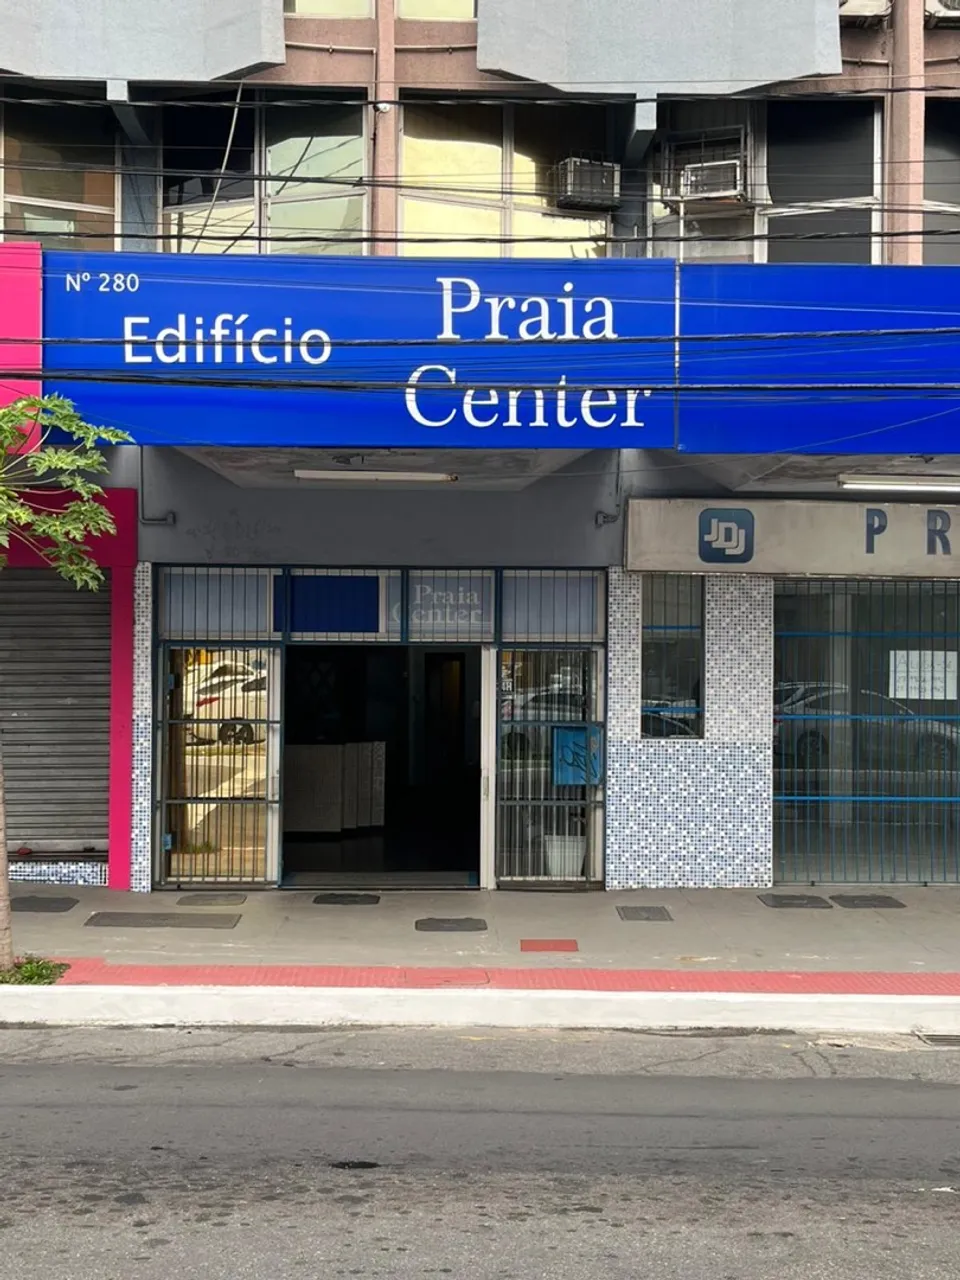 Nº 280
Edifício
Praia
Center
JDJ
PR
Praia
Center